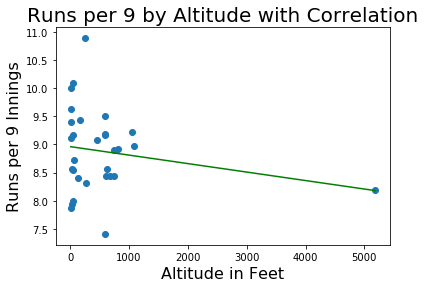 Runs per 9 by Altitude with Correlation
11.0
10.5
10.0
9.5
9.0
8.5
8.0
7.5
Runs per 9 Innings
0 1000 2000 3000 4000 5000
Altitude in Feet